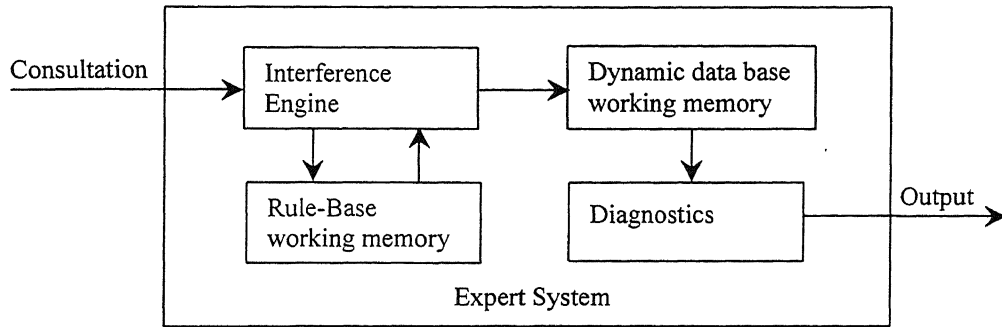 Consultation
Interference
Engine
Dynamic data base
working memory
Rule-Base
working memory
Diagnostics
Output
Expert System